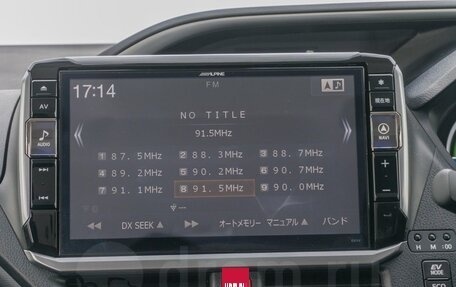 ALPINE
17:14
FM
NO TITLE
91.5MHz
AV
AUDIO
現在地
NAVI
1 87.5MHz 2 88.3MHz 3 88.7MHz
4 89.2MHz 5 90.2MHz 6 90.0MHz
7 91.1MHz 8 91.5MHz 9 90.0MHz
DX SEEK ▲ オートメモリー マニュアル ▲ バンド
H M :00
EV
MODE
ECO